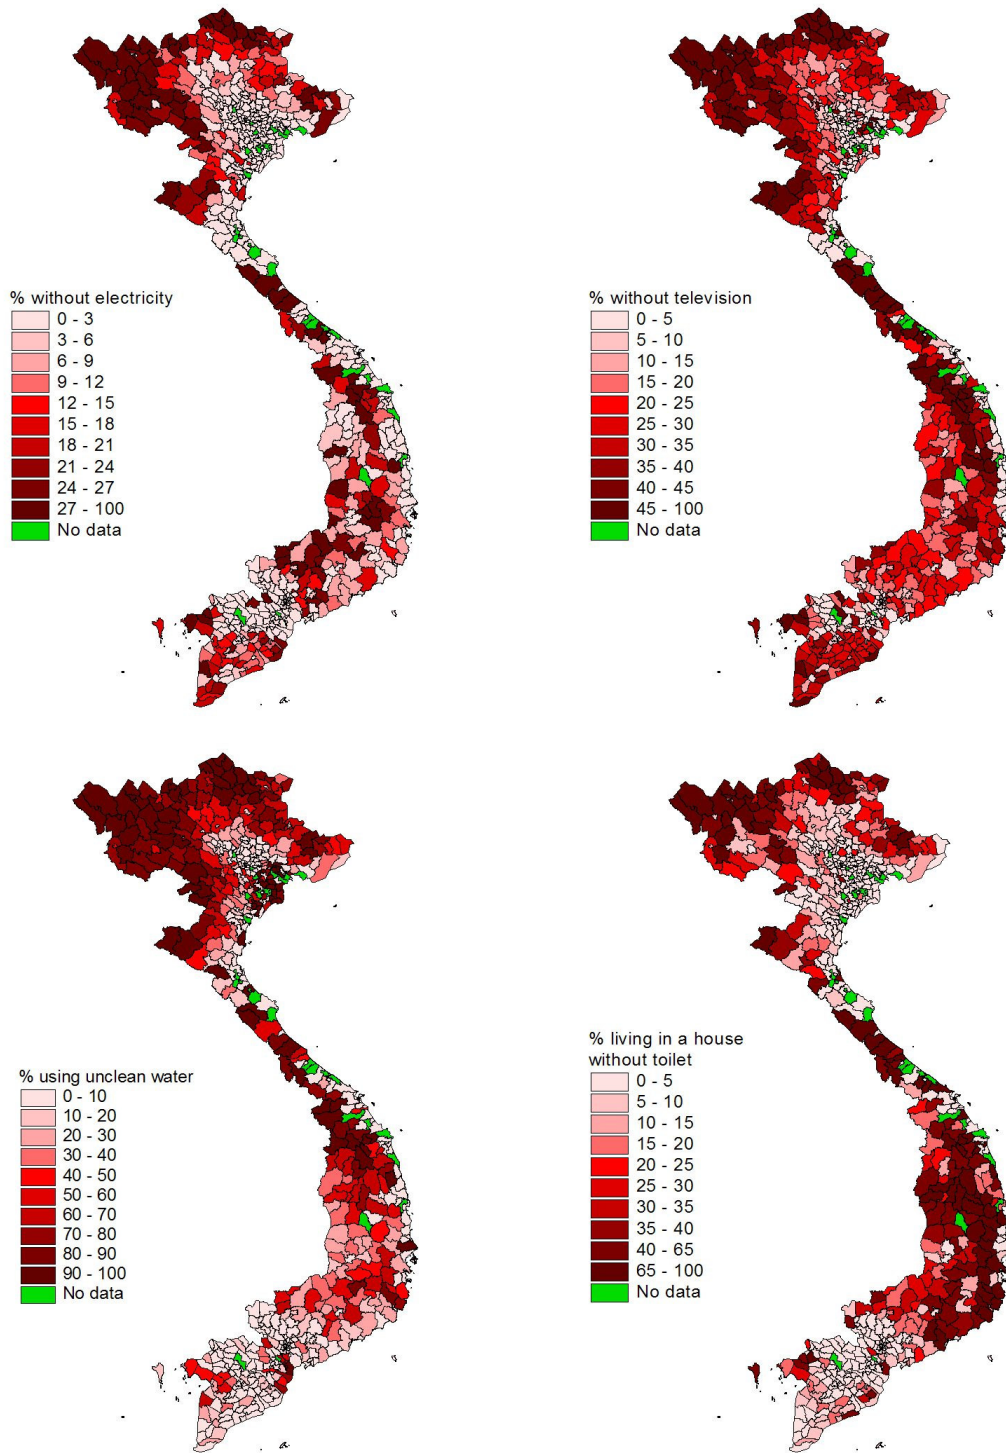 % without electricity
0 - 3
3 - 6
6 - 9
9 - 12
12 - 15
15 - 18
18 - 21
21 - 24
24 - 27
27 - 100
No data
% without television
0 - 5
5 - 10
10 - 15
15 - 20
20 - 25
25 - 30
30 - 35
35 - 40
40 - 45
45 - 100
No data
% using unclean water
0 - 10
10 - 20
20 - 30
30 - 40
40 - 50
50 - 60
60 - 70
70 - 80
80 - 90
90 - 100
No data
% living in a house
without toilet
0 - 5
5 - 10
10 - 15
15 - 20
20 - 25
25 - 30
30 - 35
35 - 40
40 - 65
65 - 100
No data